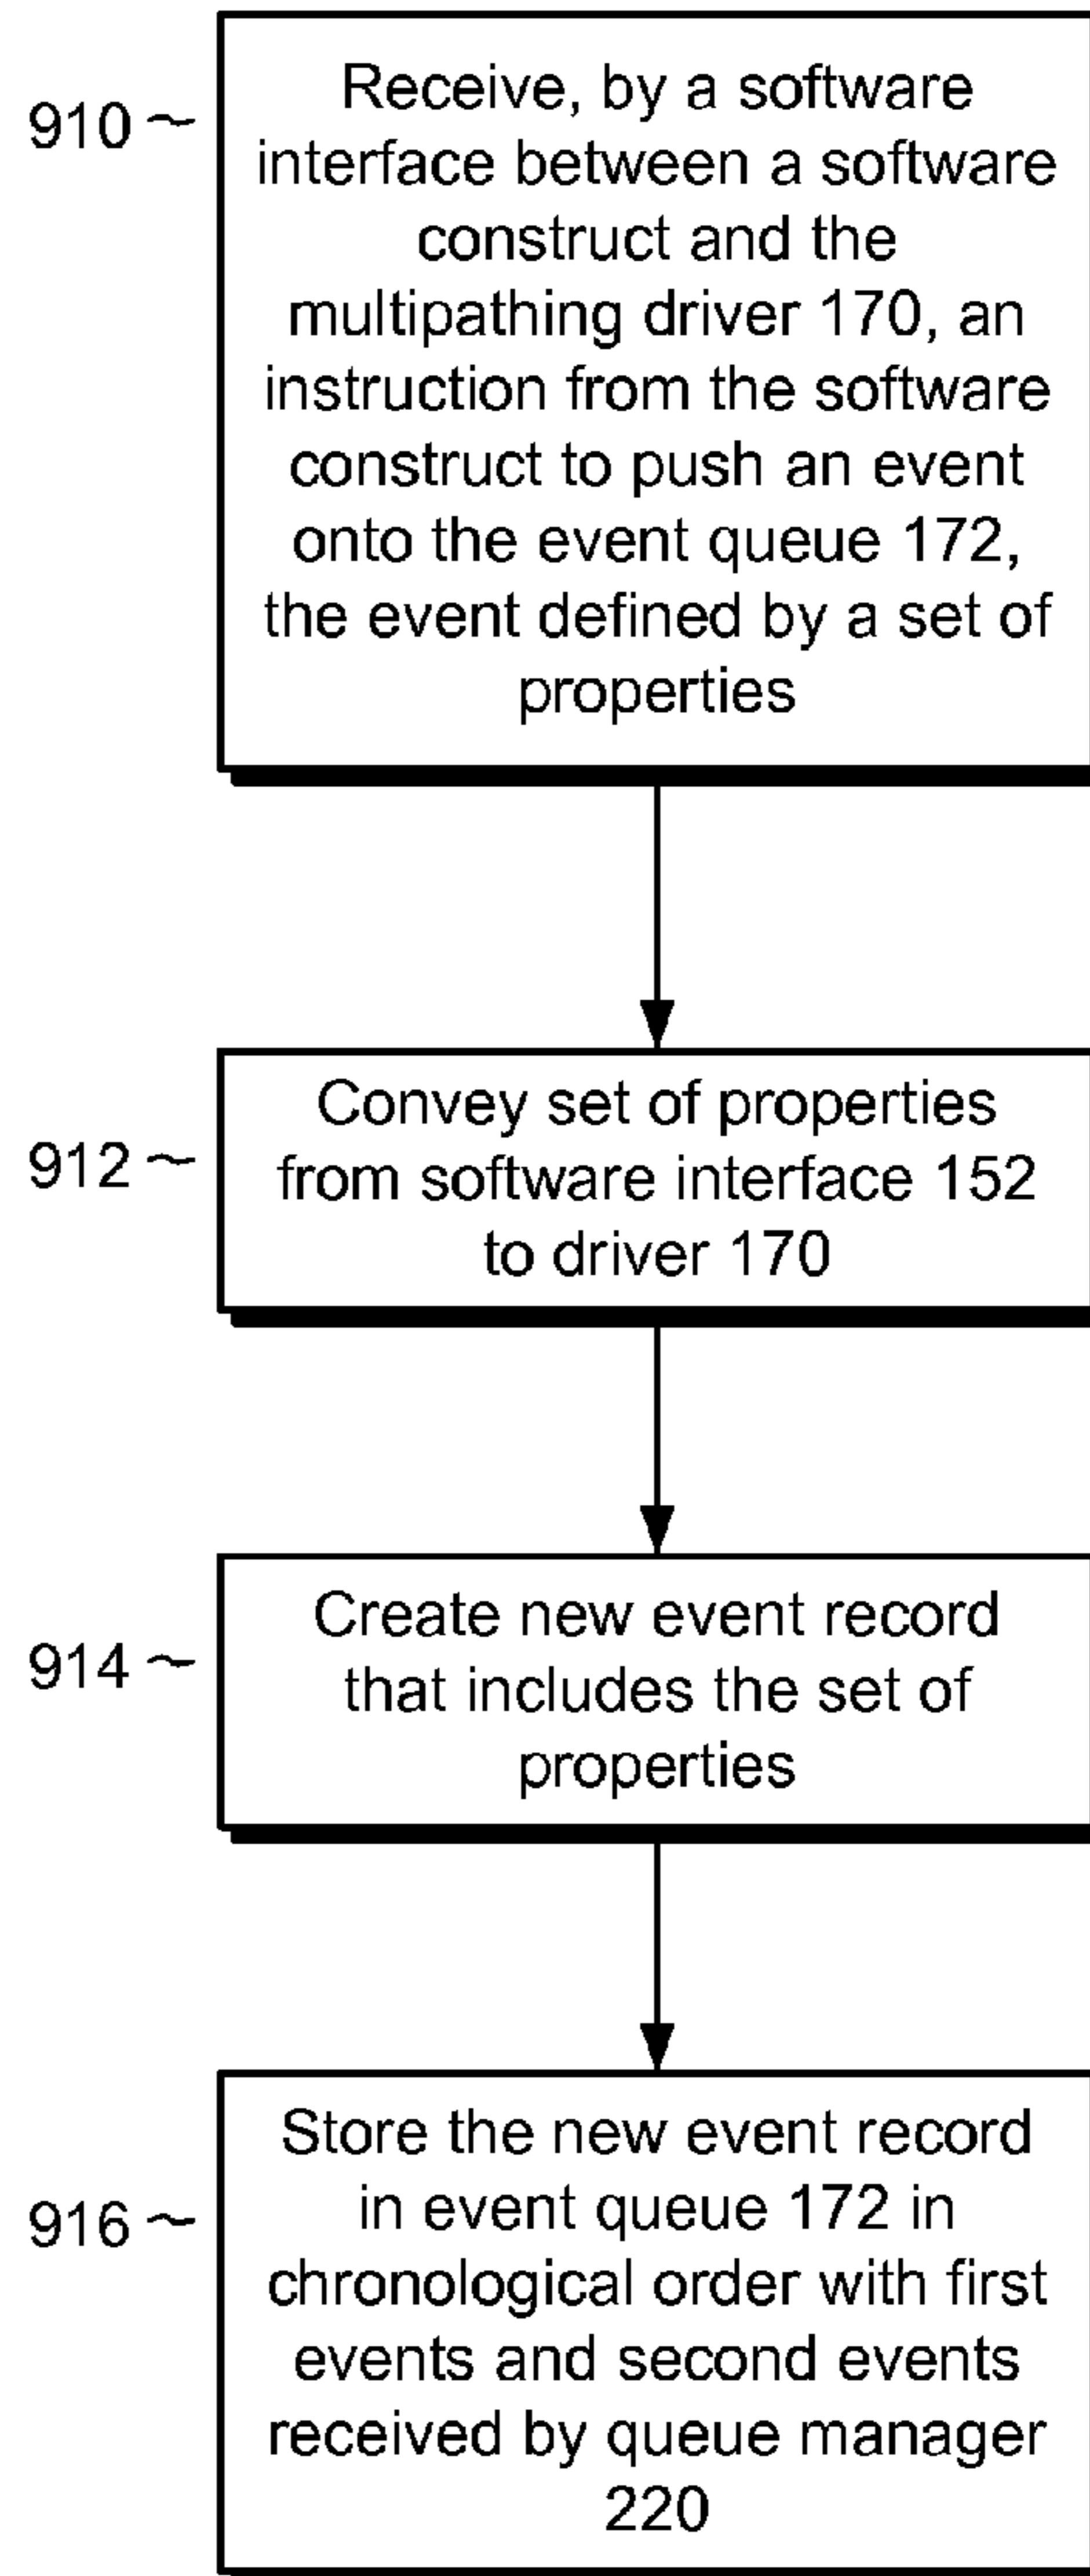 910 ~
Receive, by a software
interface between a software
construct and the
multipathing driver 170, an
instruction from the software
construct to push an event
onto the event queue 172,
the event defined by a set of
properties
912 ~
Convey set of properties
from software interface 152
to driver 170
914 ~
Create new event record
that includes the set of
properties
916 ~
Store the new event record
in event queue 172 in
chronological order with first
events and second events
received by queue manager
220